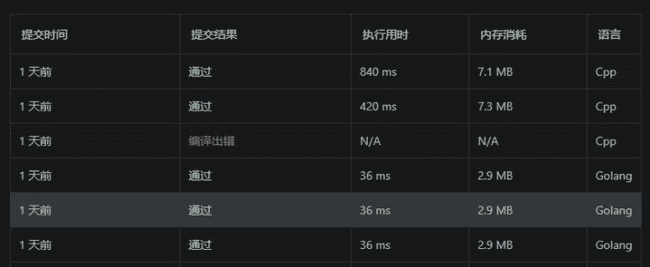 提交时间 提交结果 执行用时 内存消耗 语言
1 天前 通过 840 ms 7.1 MB Cpp
1 天前 通过 420 ms 7.3 MB Cpp
1 天前 编译出错 N/A N/A Cpp
1 天前 通过 36 ms 2.9 MB Golang
1 天前 通过 36 ms 2.9 MB Golang
1 天前 通过 36 ms 2.9 MB Golang